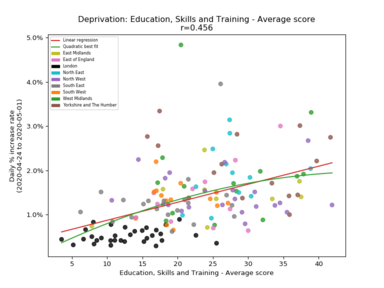 Deprivation: Education, Skills and Training - Average score
r=0.456
Daily % increase rate
(2020-04-24 to 2020-05-01)
5.0%
4.0%
3.0%
2.0%
1.0%
Linear regression
Quadratic best fit
East Midlands
East of England
London
North East
North West
South East
South West
West Midlands
Yorkshire and The Humber
5 10 15 20 25 30 35 40
Education, Skills and Training - Average score